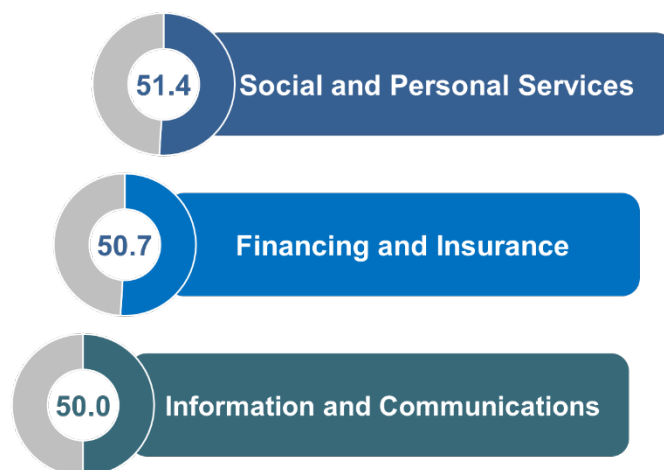 51.4 Social and Personal Services
50.7 Financing and Insurance
50.0 Information and Communications